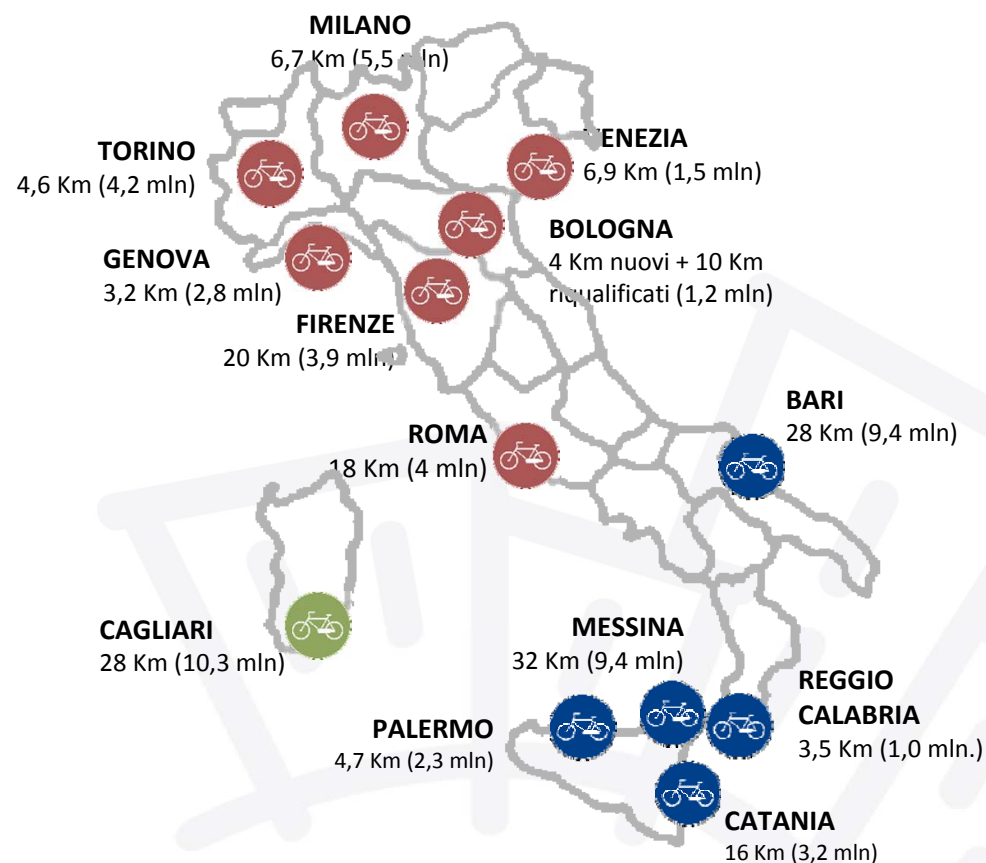 MILANO
6,7 Km (5,5 mln)
TORINO
4,6 Km (4,2 mln)
VENEZIA
6,9 Km (1,5 mln)
GENOVA
3,2 Km (2,8 mln)
BOLOGNA
4 Km nuovi + 10 Km
riqualificati (1,2 mln)
FIRENZE
20 Km (3,9 mln)
BARI
28 Km (9,4 mln)
ROMA
18 Km (4 mln)
CAGLIARI
28 Km (10,3 mln)
MESSINA
32 Km (9,4 mln)
REGGIO
CALABRIA
3,5 Km (1,0 mln.)
PALERMO
4,7 Km (2,3 mln)
CATANIA
16 Km (3,2 mln)